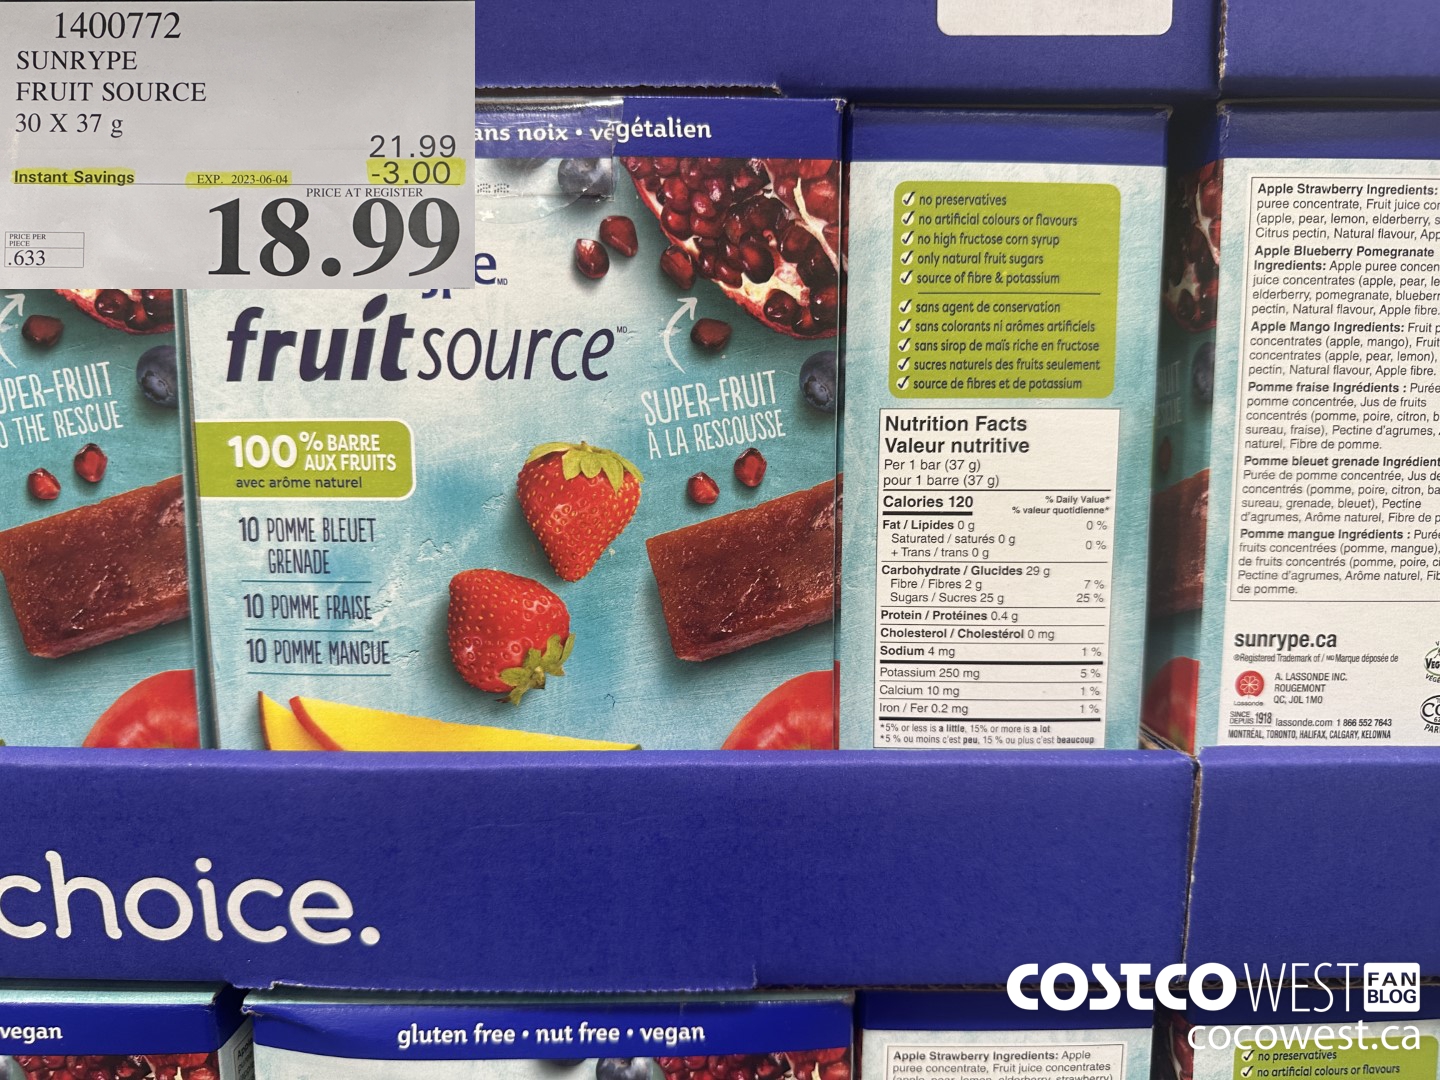 1400772
SUNRYPE
FRUIT SOURCE
30 X 37 g
21.99
Instant Savings
EXP. 2023-06-04
-3.00
PRICE AT REGISTER
18.99
PRICE PER
PIECE
.633
végétalien
MD
fruitsource MD
SUPER-FRUIT
À LA RESCOUSSE
THE RESCUE
100% BARRE
AUX FRUITS
avec arôme naturel
10 POMME BLEUET
GRENADE
10 POMME FRAISE
10 POMME MANGUE
✓ no preservatives
✓ no artificial colours or flavours
✓ no high fructose corn syrup
✓ only natural fruit sugars
✓ source of fibre & potassium
✓ sans agent de conservation
✓ sans colorants ni arômes artificiels
✓ sans sirop de maïs riche en fructose
✓ sucres naturels des fruits seulement
✓ source de fibres et de potassium
Nutrition Facts
Valeur nutritive
Per 1 bar (37 g)
pour 1 barre (37 g)
Calories 120
% Daily Value*
% valeur quotidienne*
Fat / Lipides 0 g 0 %
Saturated / saturés 0 g
+ Trans / trans 0 g 0 %
Carbohydrate / Glucides 29 g
Fibre / Fibres 2 g 7 %
Sugars / Sucres 25 g 25 %
Protein / Protéines 0.4 g
Cholesterol / Cholestérol 0 mg
Sodium 4 mg 1 %
Potassium 250 mg 5 %
Calcium 10 mg 1 %
Iron / Fer 0.2 mg 1 %
*5% or less is a little, 15% or more is a lot
*5 % ou moins c'est peu, 15 % ou plus c'est beaucoup
Apple Strawberry Ingredients:
puree concentrate, Fruit juice
(apple, pear, lemon, elderberry,
Citrus pectin, Natural flavour,
Apple Blueberry Pomegranate
Ingredients: Apple puree
juice concentrates (apple, pear,
elderberry, pomegranate,
pectin, Natural flavour, Apple fibre.
Apple Mango Ingredients: Fruit
concentrates (apple, mango), Fruit
concentrates (apple, pear, lemon),
pectin, Natural flavour, Apple fibre.
Pomme fraise Ingrédients : Purée
pomme concentrée, Jus de fruits
concentrés (pomme, poire, citron,
sureau, fraise), Pectine d'agrumes,
naturel, Fibre de pomme.
Pomme bleuet grenade
Purée de pomme concentrée, Jus
concentrés (pomme, poire, citron,
sureau, grenade, bleuet), Pectine
d'agrumes, Arôme naturel, Fibre de
Pomme mangue Ingrédients :
fruits concentrées (pomme, mangue),
de fruits concentrés (pomme, poire,
Pectine d'agrumes, Arôme naturel,
de pomme.
sunrype.ca
®Registered Trademark of / MD Marque déposée de
A. LASSONDE INC.
ROUGEMONT
QC, J0L 1M0
Lassonde
SINCE
DEPUIS 1918
lassonde.com 1 866 552 7643
MONTRÉAL, TORONTO, HALIFAX, CALGARY, KELOWNA
choice.
vegan
gluten free • nut free • vegan
Apple Strawberry Ingredients: Apple
puree concentrate, Fruit juice concentrates
✓ no preservatives
✓ no artificial colours or flavours
COSTCO WEST FAN BLOG
cocowest.ca